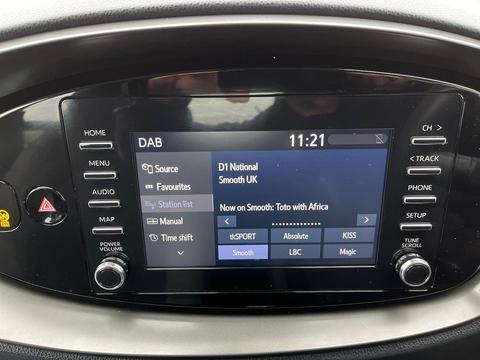 DAB
11:21
HOME
MENU
AUDIO
MAP
POWER
VOLUME
Source
Favourites
Station list
Manual
Time shift
D1 National
Smooth UK
Now on Smooth: Toto with Africa
<
>
tkSPORT
Absolute
KISS
Smooth
LBC
Magic
CH >
< TRACK
PHONE
SETUP
TUNE
SCROLL